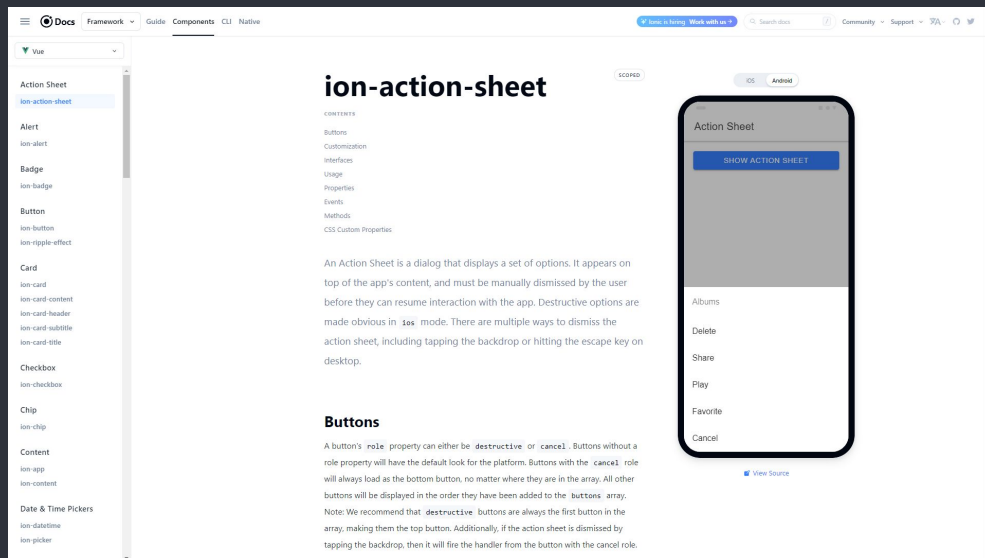 Docs
Framework
Guide
Components
CLI
Native
Ionic is hiring Work with us
Search docs
/
Community
Support
Vue
Action Sheet
ion-action-sheet
Alert
ion-alert
Badge
ion-badge
Button
ion-button
ion-ripple-effect
Card
ion-card
ion-card-content
ion-card-header
ion-card-subtitle
ion-card-title
Checkbox
ion-checkbox
Chip
ion-chip
Content
ion-app
ion-content
Date & Time Pickers
ion-datetime
ion-picker
ion-action-sheet
SCOPED
CONTENTS
Buttons
Customization
Interfaces
Usage
Properties
Events
Methods
CSS Custom Properties
An Action Sheet is a dialog that displays a set of options. It appears on
top of the app's content, and must be manually dismissed by the user
before they can resume interaction with the app. Destructive options are
made obvious in ios mode. There are multiple ways to dismiss the
action sheet, including tapping the backdrop or hitting the escape key on
desktop.
Buttons
A button's role property can either be destructive or cancel. Buttons without a
role property will have the default look for the platform. Buttons with the cancel role
will always load as the bottom button, no matter where they are in the array. All other
buttons will be displayed in the order they have been added to the buttons array.
Note: We recommend that destructive buttons are always the first button in the
array, making them the top button. Additionally, if the action sheet is dismissed by
tapping the backdrop, then it will fire the handler from the button with the cancel role.
iOS
Android
Action Sheet
SHOW ACTION SHEET
Albums
Delete
Share
Play
Favorite
Cancel
View Source